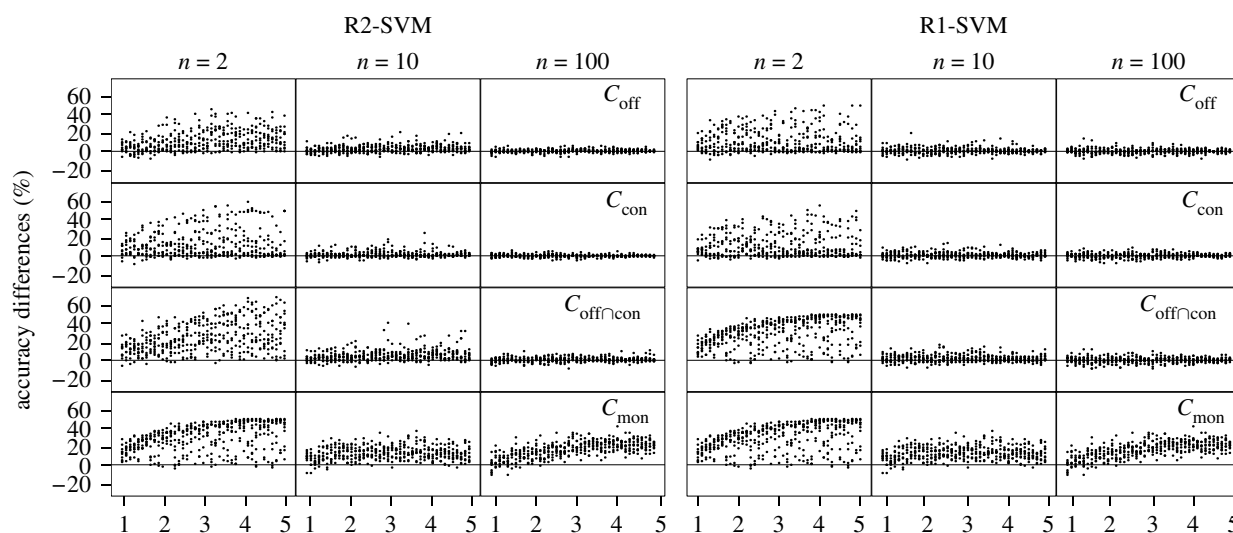 R2-SVM R1-SVM
n = 2 n = 10 n = 100 n = 2 n = 10 n = 100
accuracy differences (%)
60 C_off C_off
40
20
0
−20
60
40 C_con C_con
20
0
−20
60 C_off∩con C_off∩con
40
20
0
−20
60 C_mon C_mon
40
20
0
−20
1 2 3 4 5 1 2 3 4 5 1 2 3 4 5 1 2 3 4 5 1 2 3 4 5 1 2 3 4 5